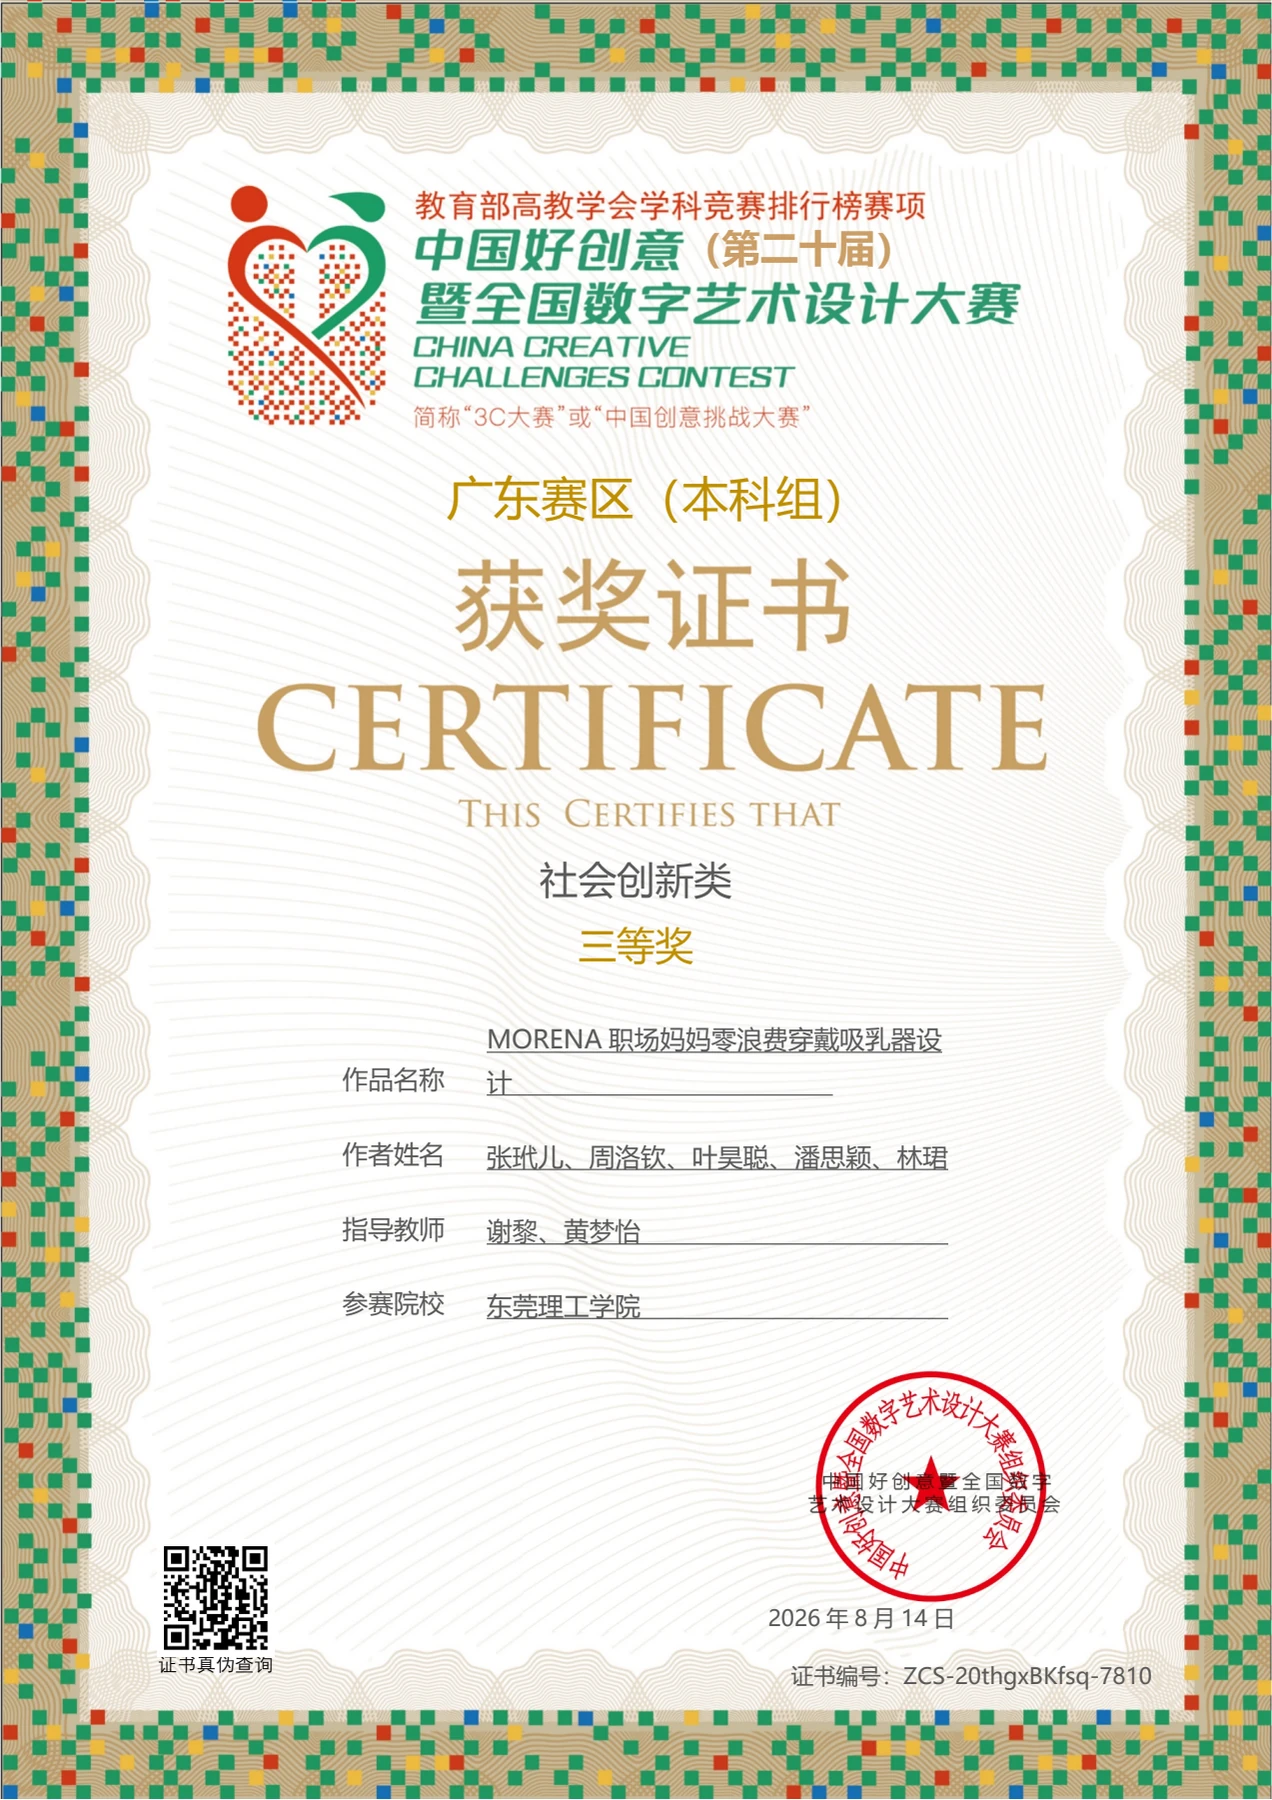 教育部高教学会学科竞赛排行榜赛项
中国好创意（第二十届）
暨全国数字艺术设计大赛
CHINA CREATIVE
CHALLENGES CONTEST
简称“3C大赛”或“中国创意挑战大赛”
广东赛区（本科组）
获奖证书
CERTIFICATE
THIS CERTIFIES THAT
社会创新类
三等奖
MORENA 职场妈妈零浪费穿戴吸乳器设
作品名称 计
作者姓名 张玳儿、周洛钦、叶昊聪、潘思颖、林珺
指导教师 谢黎、黄梦怡
参赛院校 东莞理工学院
中国好创意暨全国数字艺术设计大赛组织委员会
中国好创意暨全国数字
艺术设计大赛组织委员会
2026 年 8 月 14 日
证书真伪查询
证书编号：ZCS-20thgxBKfsq-7810